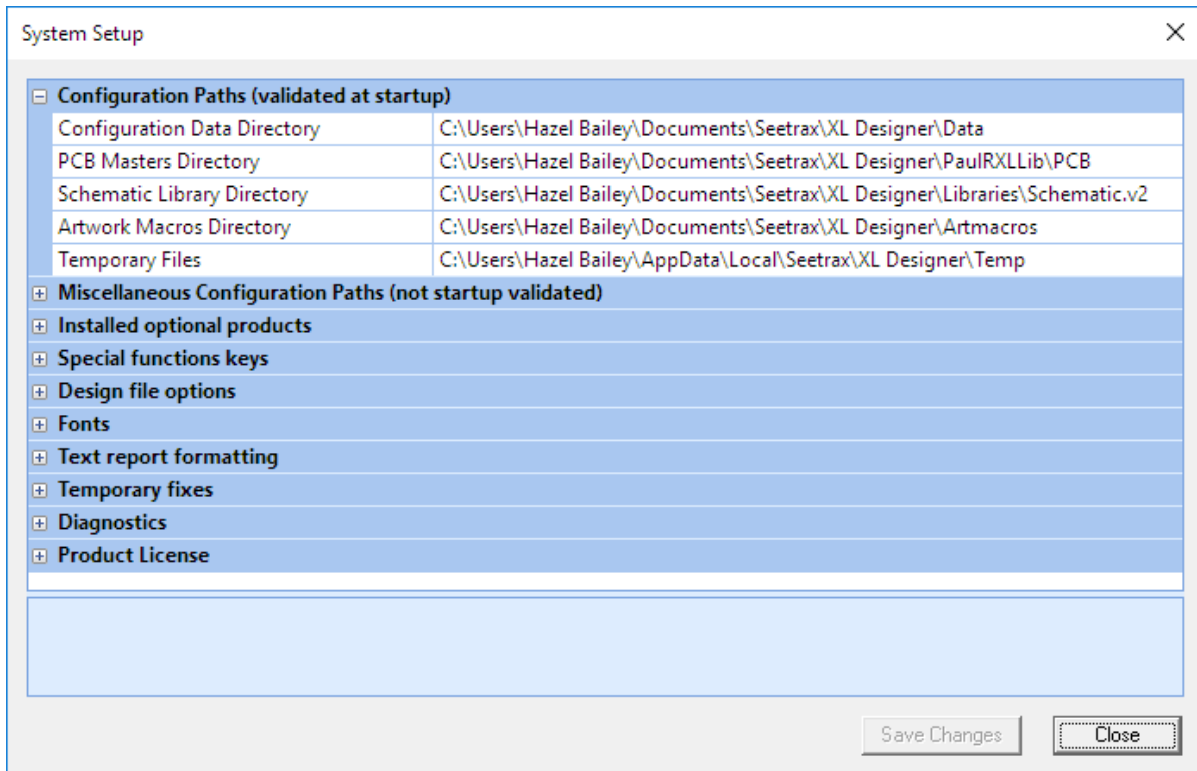 System Setup
Configuration Paths (validated at startup)
Configuration Data Directory C:\Users\Hazel Bailey\Documents\Seetrax\XL Designer\Data
PCB Masters Directory C:\Users\Hazel Bailey\Documents\Seetrax\XL Designer\PaulRXLLib\PCB
Schematic Library Directory C:\Users\Hazel Bailey\Documents\Seetrax\XL Designer\Libraries\Schematic.v2
Artwork Macros Directory C:\Users\Hazel Bailey\Documents\Seetrax\XL Designer\Artmacros
Temporary Files C:\Users\Hazel Bailey\AppData\Local\Seetrax\XL Designer\Temp
Miscellaneous Configuration Paths (not startup validated)
Installed optional products
Special functions keys
Design file options
Fonts
Text report formatting
Temporary fixes
Diagnostics
Product License
Save Changes Close